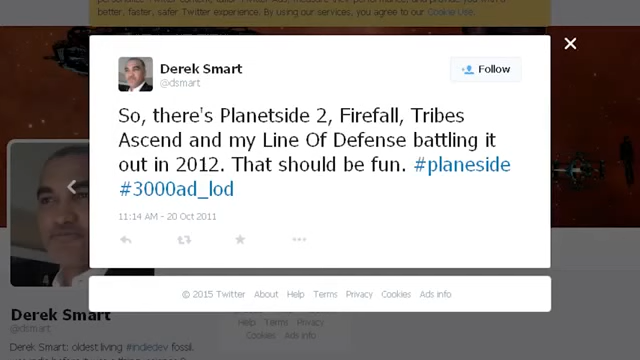 better, faster, safer Twitter experience. By using our services, you agree to our Cookie Use.
Derek Smart
@dsmart
Follow
So, there's Planetside 2, Firefall, Tribes
Ascend and my Line Of Defense battling it
out in 2012. That should be fun. #planeside
#3000ad_lod
11:14 AM - 20 Oct 2011
© 2015 Twitter About Help Terms Privacy Cookies Ads info
Derek Smart
@dsmart
Help Terms Privacy
Cookies Ads info
Derek Smart: oldest living #indiedev fossil.